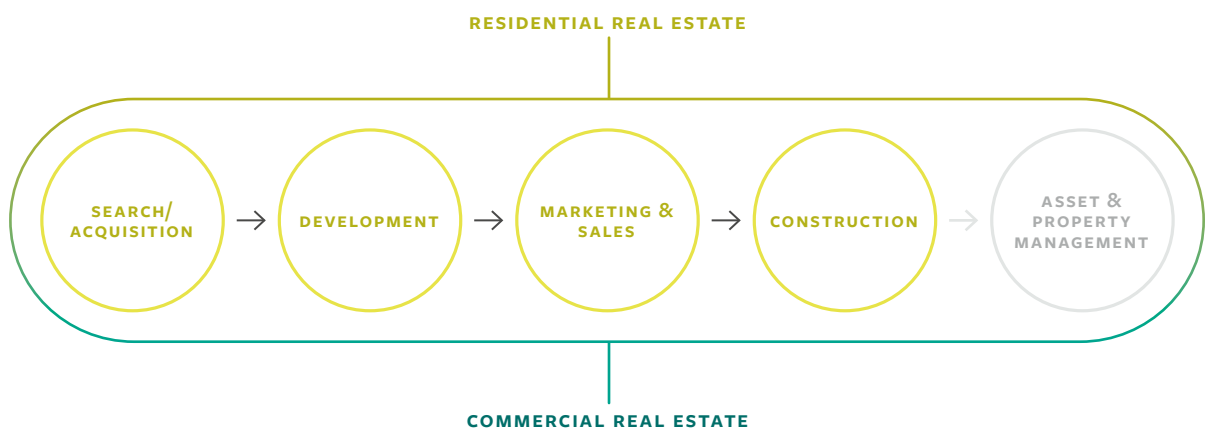 RESIDENTIAL REAL ESTATE
SEARCH/
ACQUISITION
DEVELOPMENT
MARKETING &
SALES
CONSTRUCTION
ASSET &
PROPERTY
MANAGEMENT
COMMERCIAL REAL ESTATE